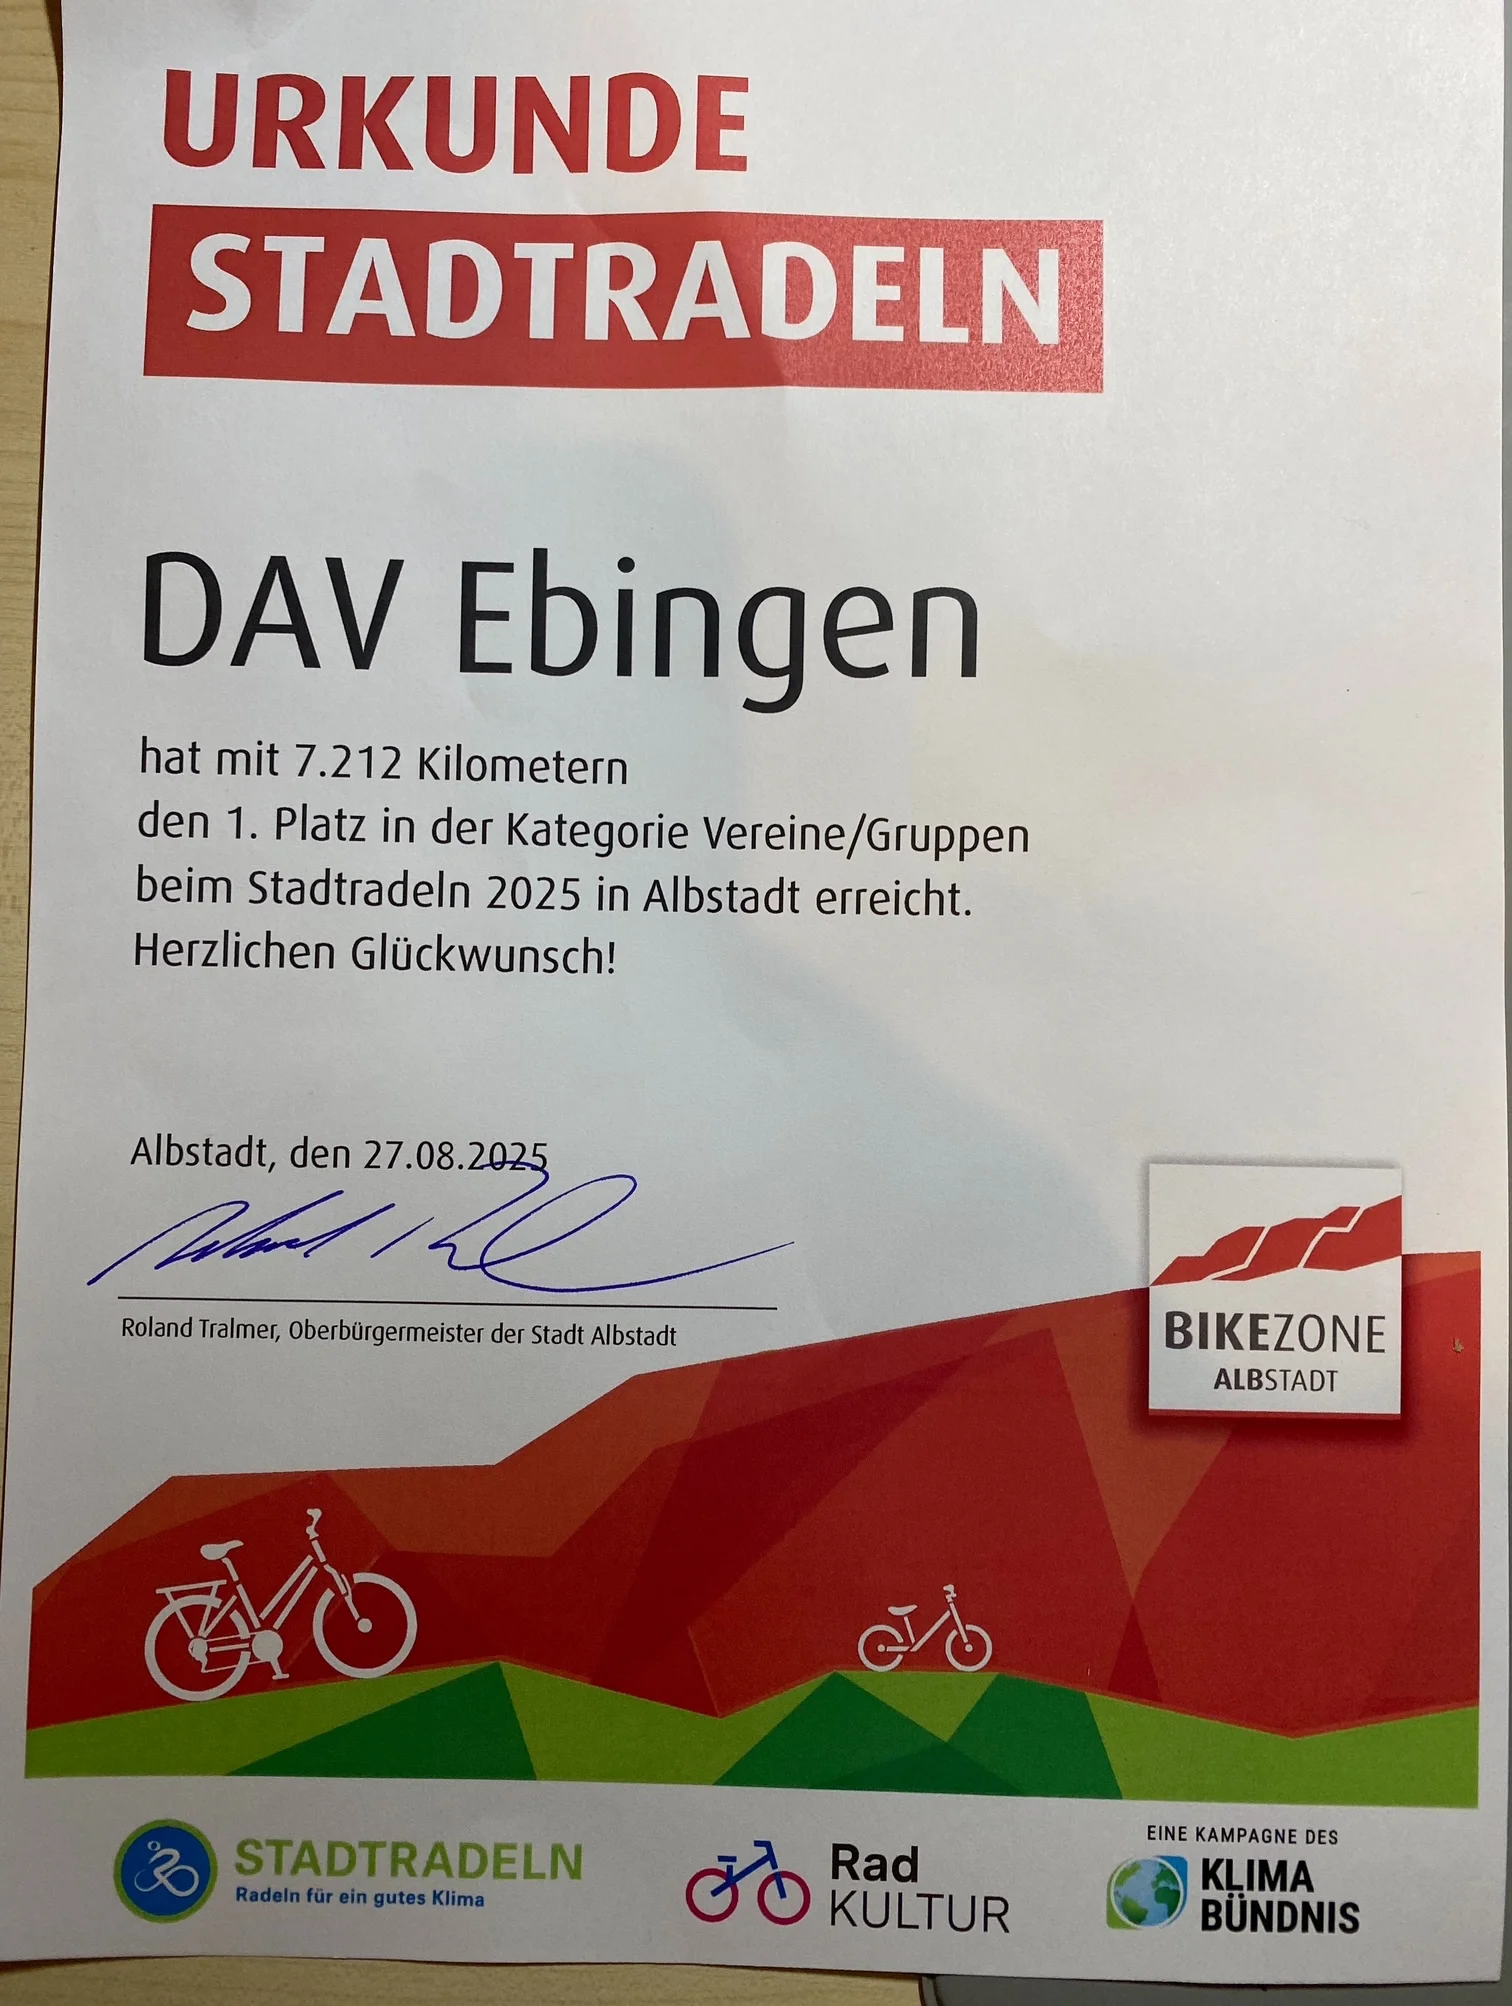 URKUNDE
STADTRADELN
DAV Ebingen
hat mit 7.212 Kilometern
den 1. Platz in der Kategorie Vereine/Gruppen
beim Stadtradeln 2025 in Albstadt erreicht.
Herzlichen Glückwunsch!
Albstadt, den 27.08.2025
Roland Tralmer, Oberbürgermeister der Stadt Albstadt
BIKEZONE
ALBSTADT
STADTRADELN
Radeln für ein gutes Klima
Rad
KULTUR
EINE KAMPAGNE DES
KLIMA
BÜNDNIS